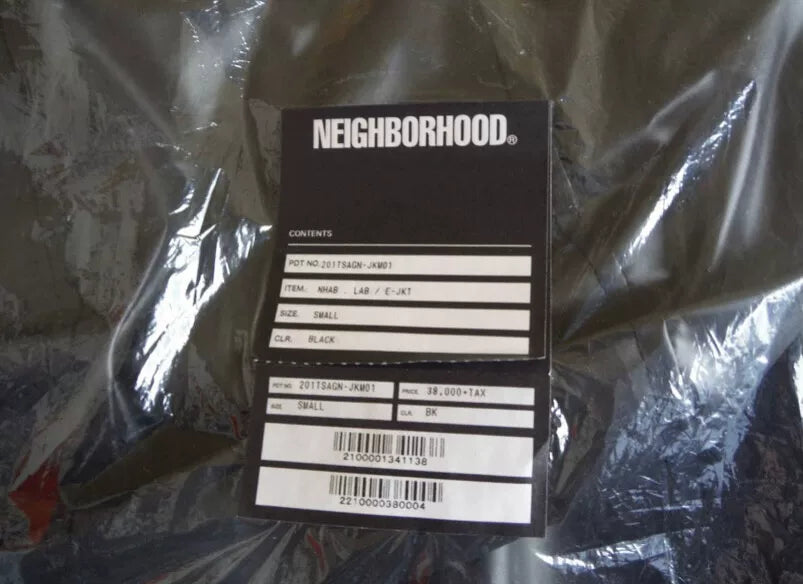 NEIGHBORHOOD®
CONTENTS
PDT NO. 201TSAGN-JKM01
ITEM. NHAB . LAB / E-JKT
SIZE. SMALL
CLR. BLACK
PDT NO. 201TSAGN-JKM01 PRICE. 38,000+TAX
SIZE. SMALL CLR. BK
2100001341138
2210000380004